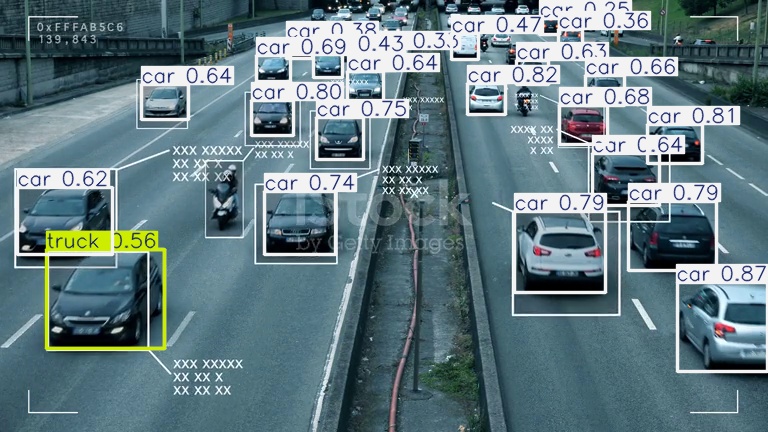 0xFFFAB5C6
139,843
car 0.47
car 0.25
car 0.36
car 0.38
car 0.69
0.43
0.33
car 0.63
car 0.64
car 0.64
car 0.82
car 0.66
car 0.80
car 0.75
car 0.68
car 0.81
xxx xxxxx
car 0.64
car 0.62
car 0.74
xxx xxxxx
xx xx x
xx xx xx
car 0.79
car 0.79
iStock
by Getty Images
truck 0.56
car 0.87
xxx xxxxx
xx xx x
xx xx xx